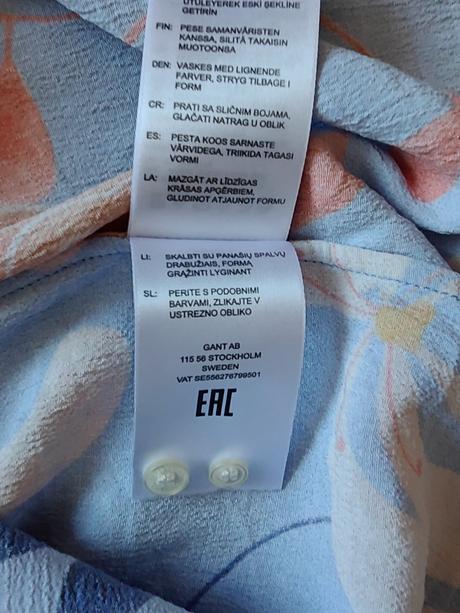 ÜTÜLEYEREK ESKİ ŞEKLİNE
GETİRİN
FIN: PESE SAMANVÄRISTEN
KANSSA, SILITÄ TAKAISIN
MUOTOONSA
DEN: VASKES MED LIGNENDE
FARVER, STRYG TILBAGE I
FORM
CR: PRATI SA SLIČNIM BOJAMA,
GLAČATI NATRAG U OBLIK
ES: PESTA KOOS SARNASTE
VÄRVIDEGA, TRIIKIDA TAGASI
VORMI
LA: MAZGĀT AR LĪDZĪGAS
KRĀSAS APĢĒRBIEM,
GLUDINOT ATJAUNOT FORMU
LI: SKALBTI SU PANAŠIŲ SPALVŲ
DRABUŽIAIS, FORMĄ
GRĄŽINTI LYGINANT
SL: PERITE S PODOBNIMI
BARVAMI, ZLIKAJTE V
USTREZNO OBLIKO
GANT AB
115 56 STOCKHOLM
SWEDEN
VAT SE556276799501
EAC